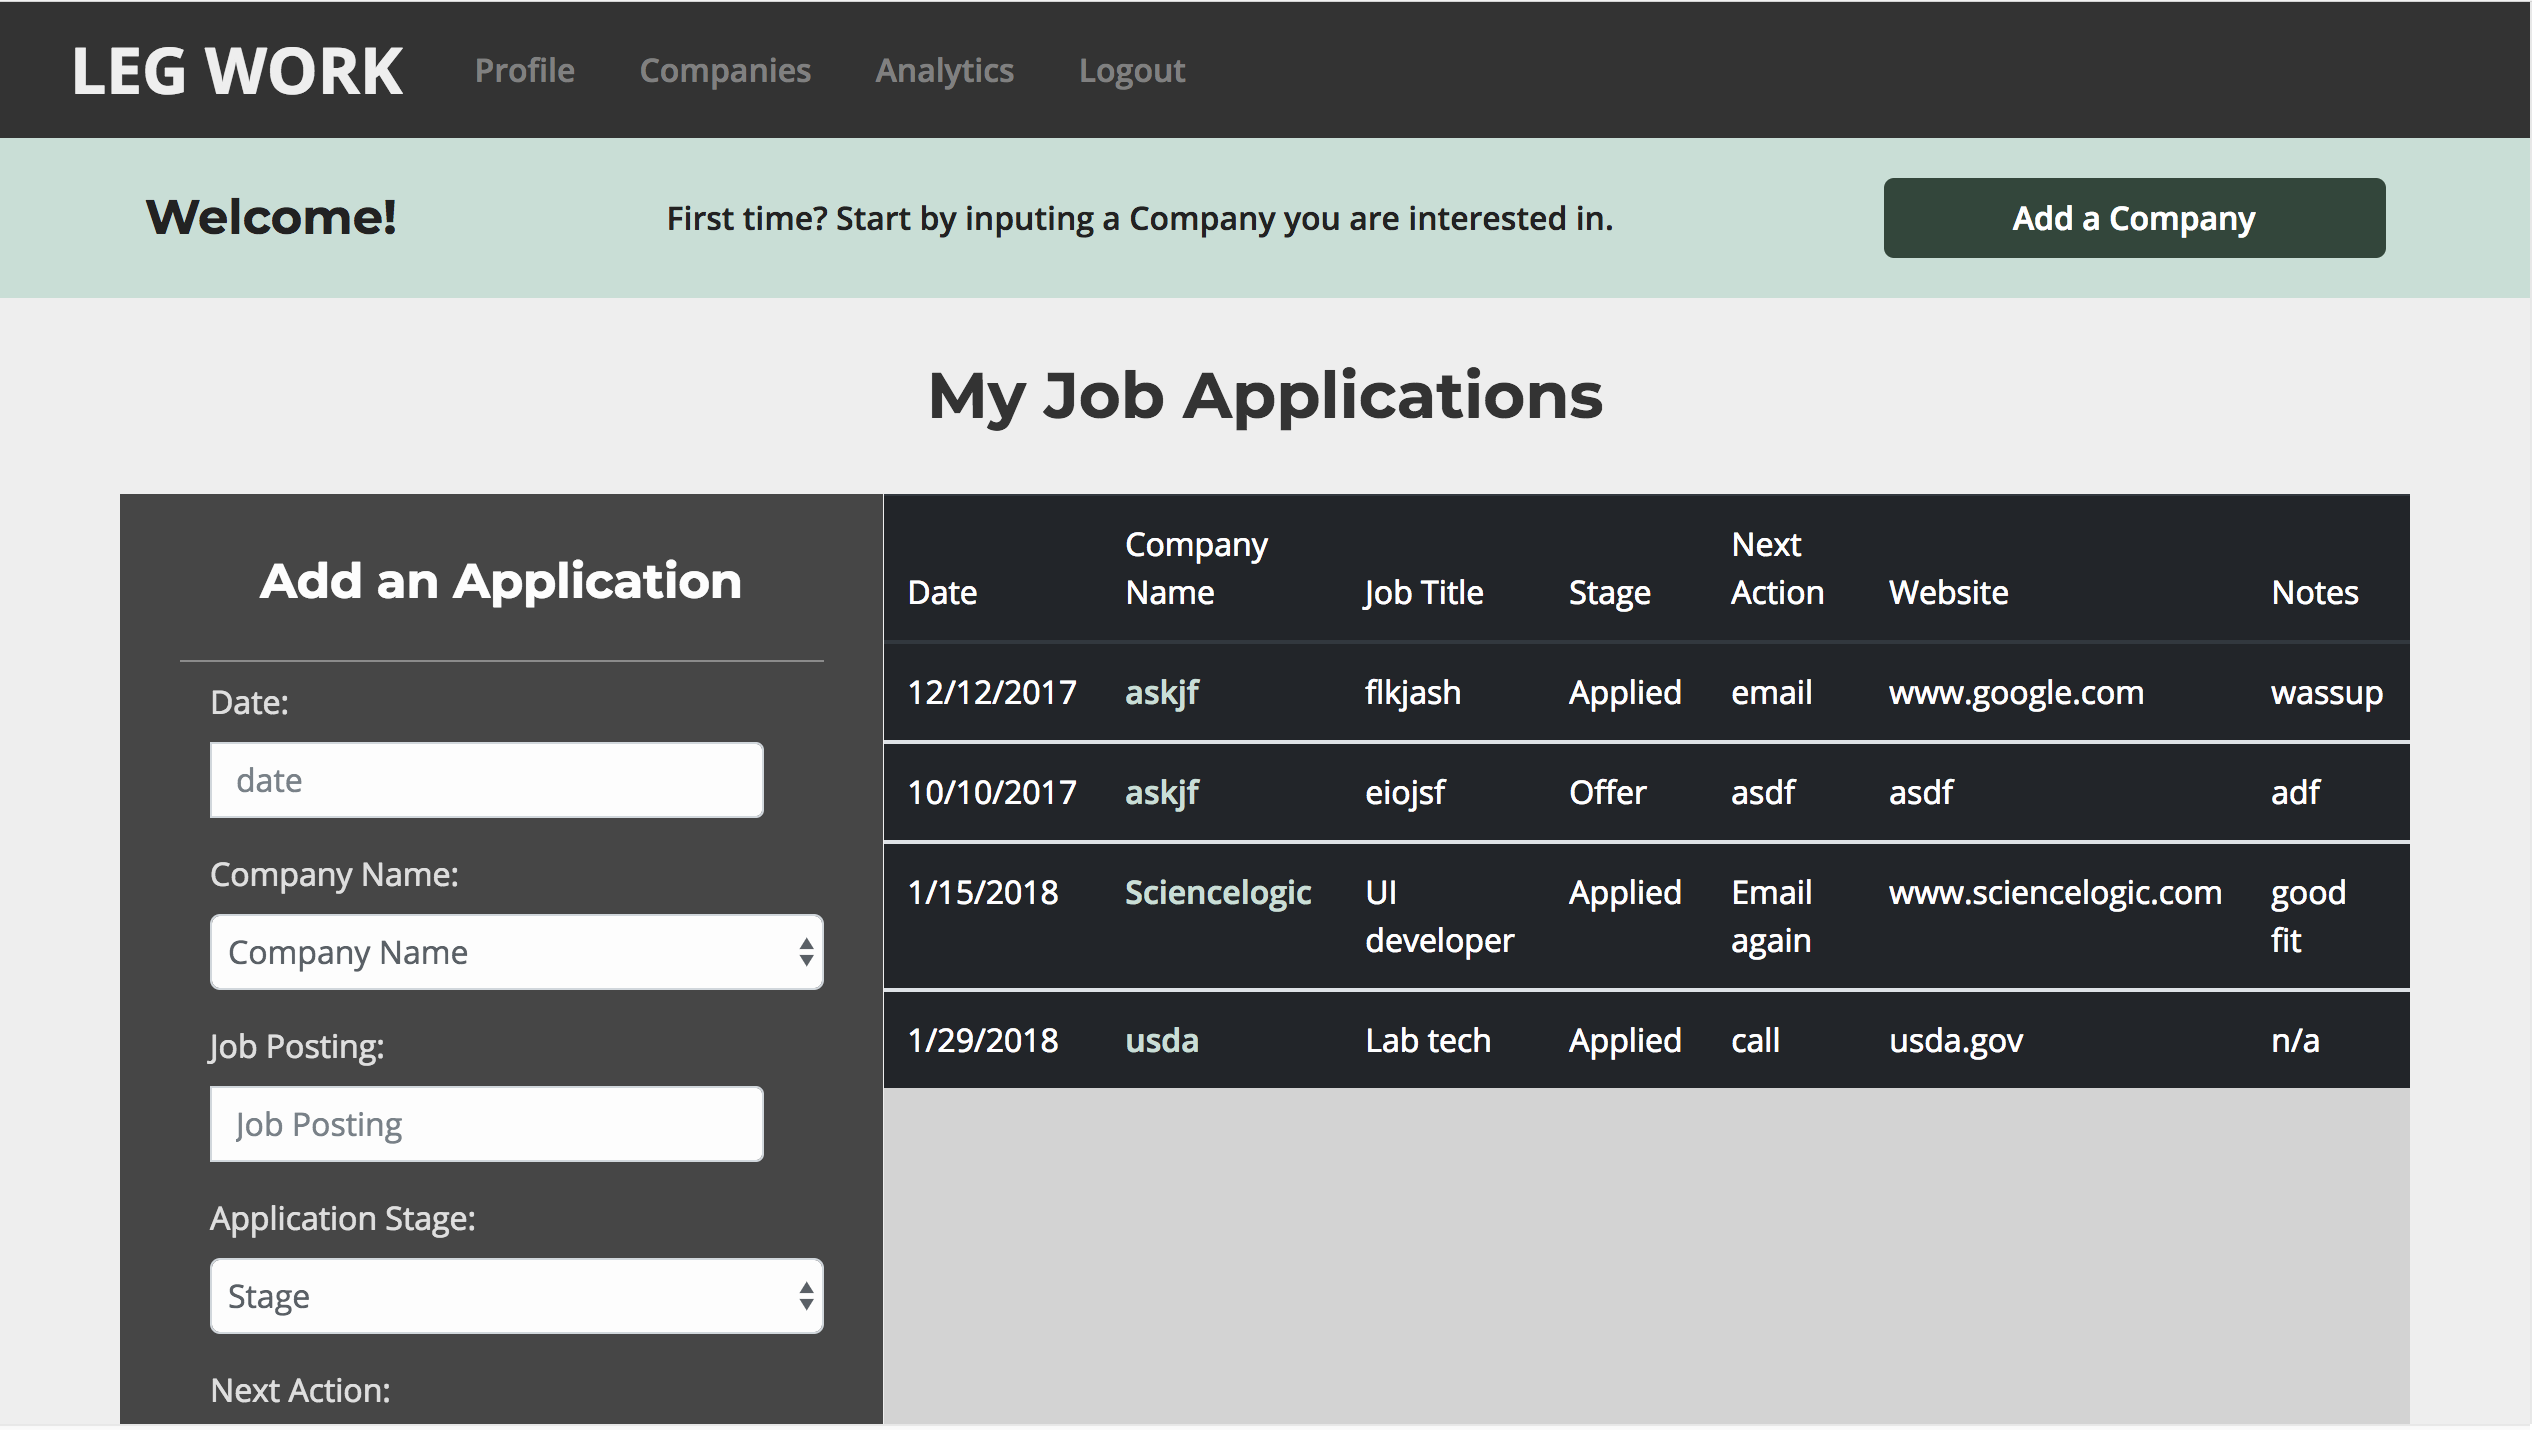 LEG WORK Profile Companies Analytics Logout
Welcome! First time? Start by inputing a Company you are interested in. Add a Company
My Job Applications
Add an Application
Date:
date
Company Name:
Company Name
Job Posting:
Job Posting
Application Stage:
Stage
Next Action:
Date Company Name Job Title Stage Next Action Website Notes
12/12/2017 askjf flkjash Applied email www.google.com wassup
10/10/2017 askjf eiojsf Offer asdf asdf adf
1/15/2018 Sciencelogic UI developer Applied Email again www.sciencelogic.com good fit
1/29/2018 usda Lab tech Applied call usda.gov n/a